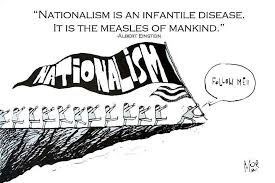 “NATIONALISM IS AN INFANTILE DISEASE.
IT IS THE MEASLES OF MANKIND.”
-ALBERT EINSTEIN
NATIONALISM
FOLLOW ME!!